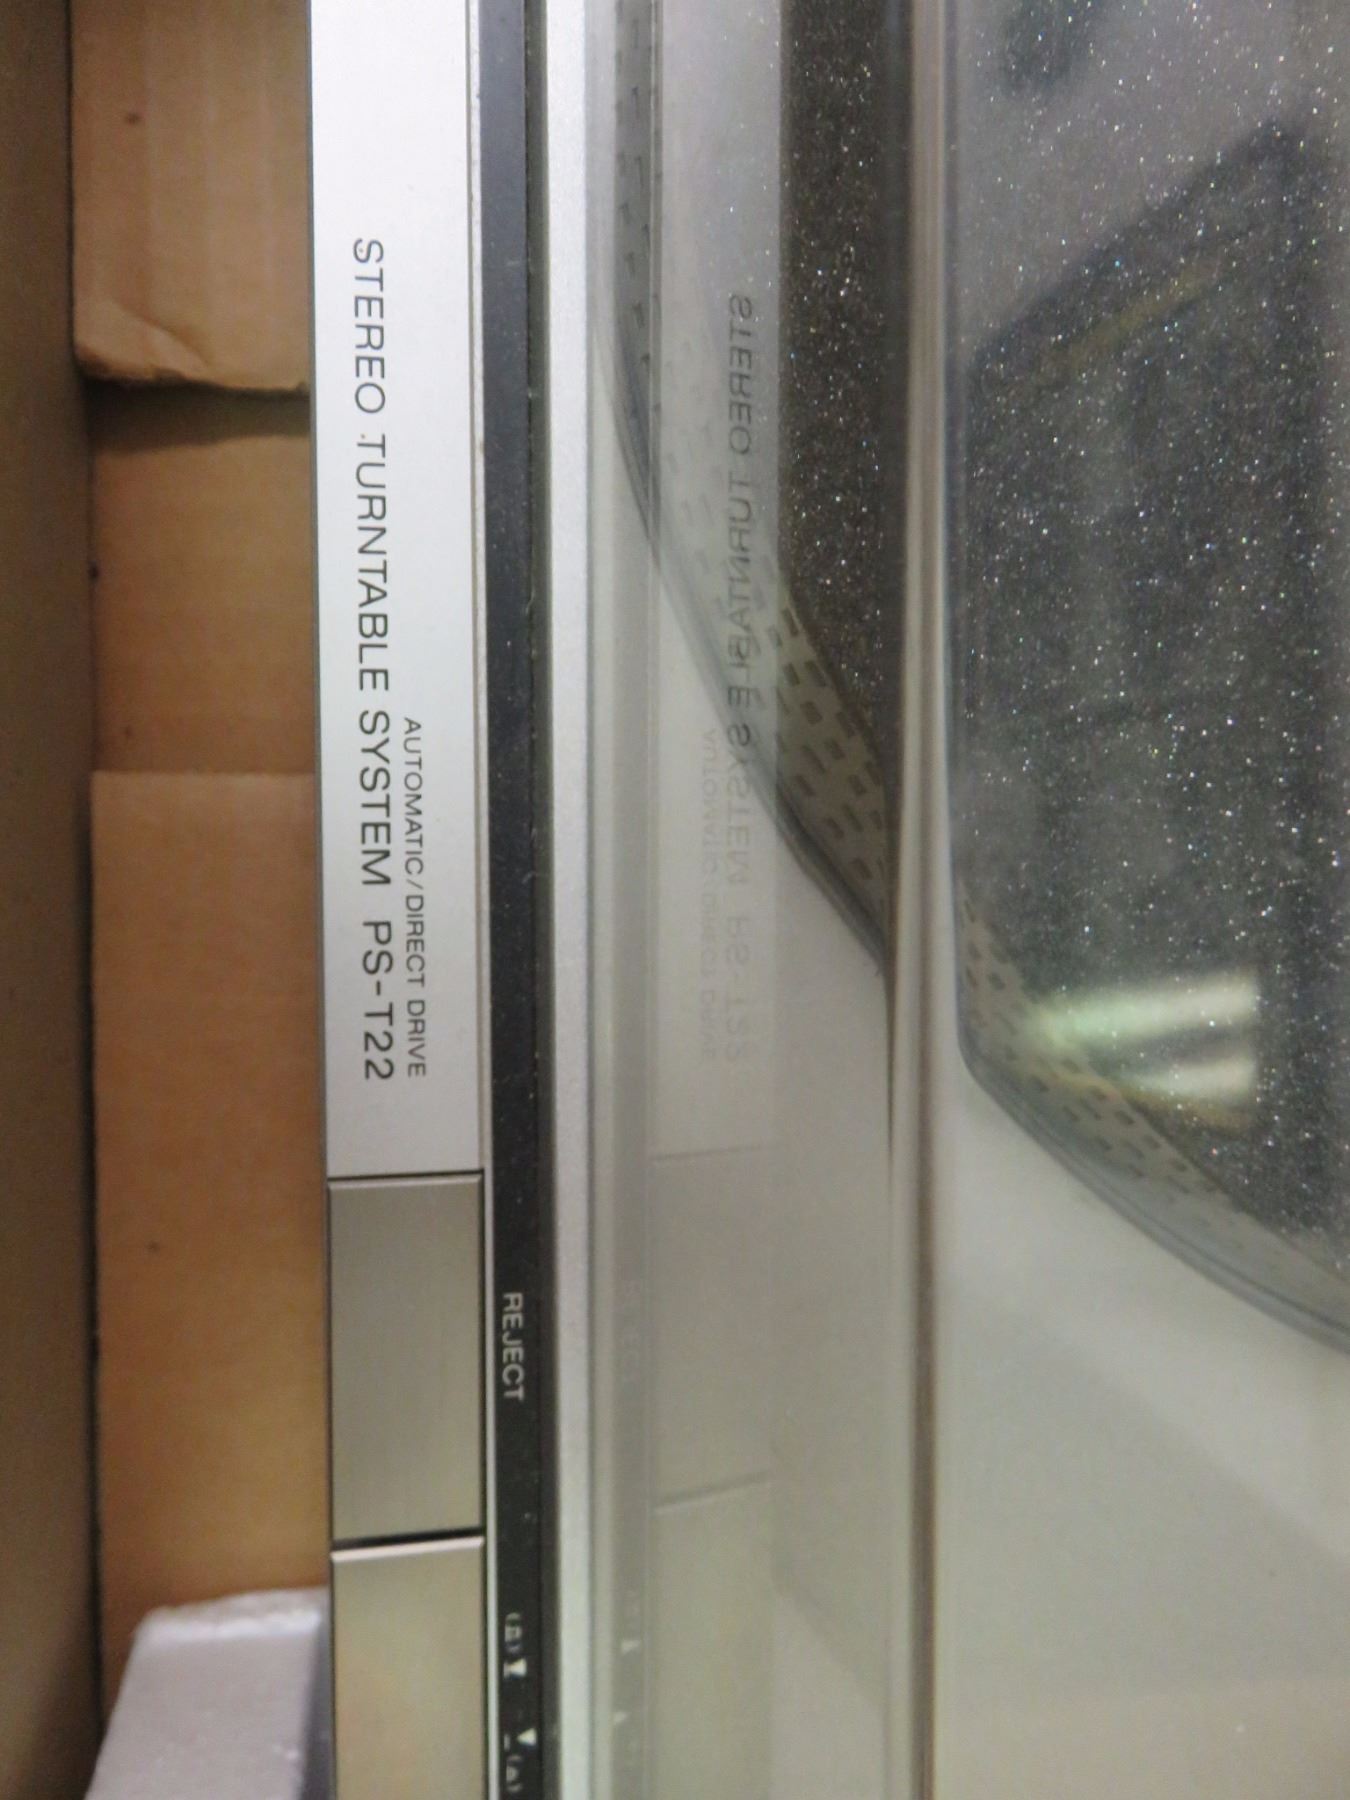 AUTOMATIC/DIRECT DRIVE
STEREO TURNTABLE SYSTEM PS-T22
REJECT